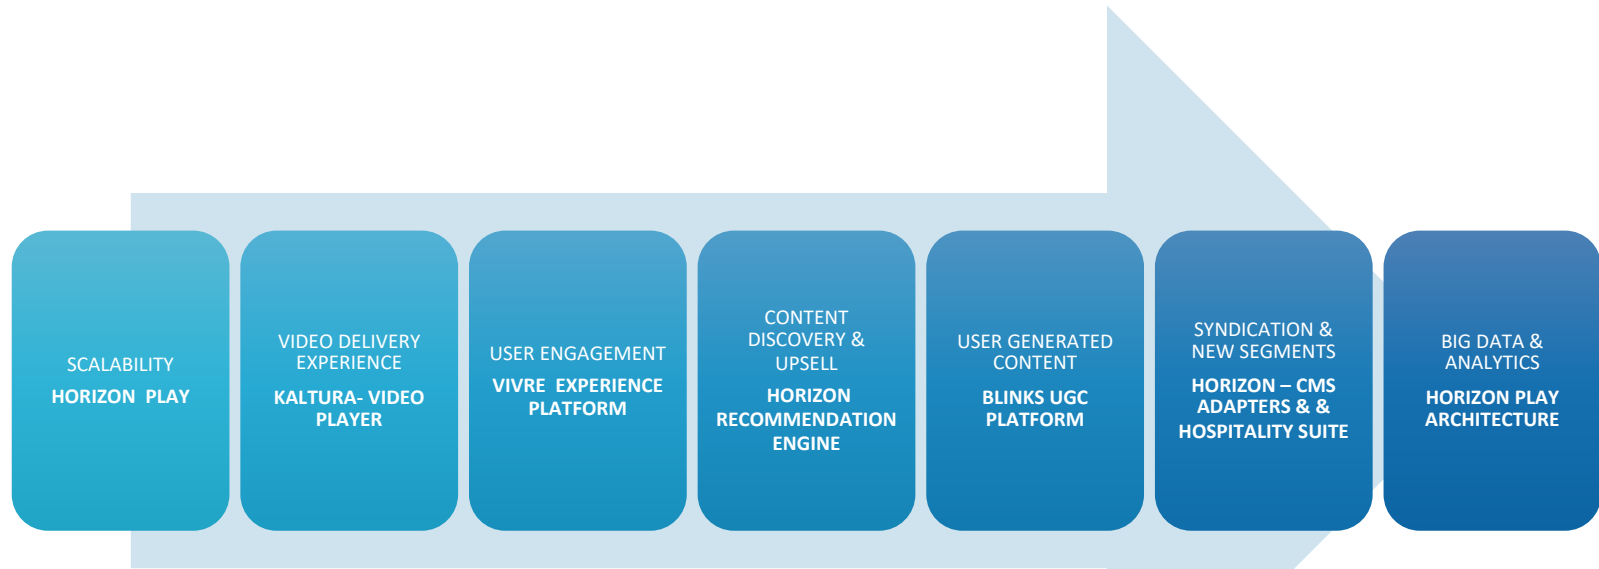 SCALABILITY
HORIZON PLAY
VIDEO DELIVERY
EXPERIENCE
KALTURA- VIDEO
PLAYER
USER ENGAGEMENT
VIVRE EXPERIENCE
PLATFORM
CONTENT
DISCOVERY &
UPSELL
HORIZON
RECOMMENDATION
ENGINE
USER GENERATED
CONTENT
BLINKS UGC
PLATFORM
SYNDICATION &
NEW SEGMENTS
HORIZON – CMS
ADAPTERS & &
HOSPITALITY SUITE
BIG DATA &
ANALYTICS
HORIZON PLAY
ARCHITECTURE